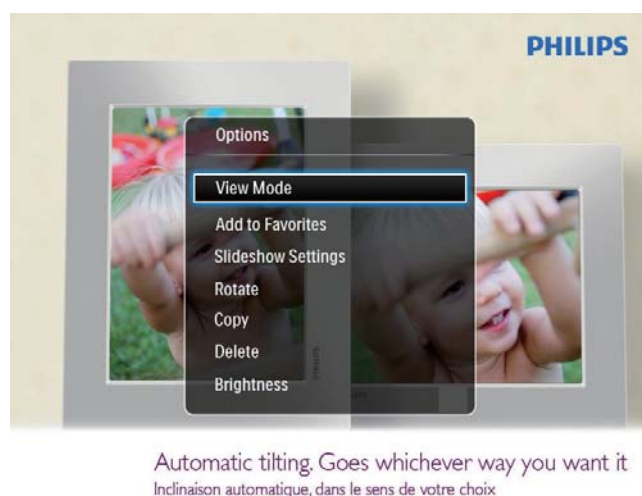 PHILIPS
Options
View Mode
Add to Favorites
Slideshow Settings
Rotate
Copy
Delete
Brightness
PHILIPS
Automatic tilting. Goes whichever way you want it
Inclinaison automatique, dans le sens de votre choix